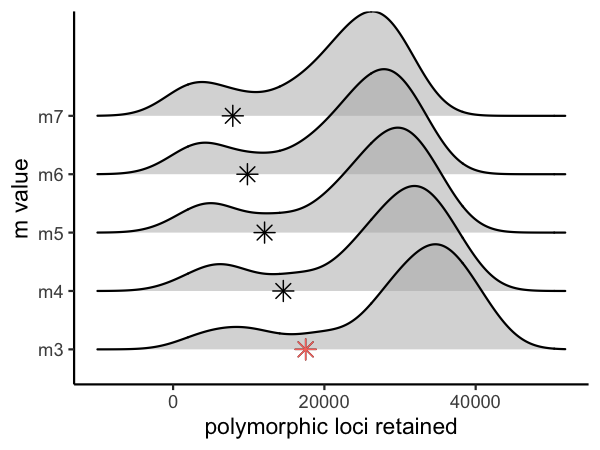 m7
m6
m5
m4
m3
m value
0 20000 40000
polymorphic loci retained